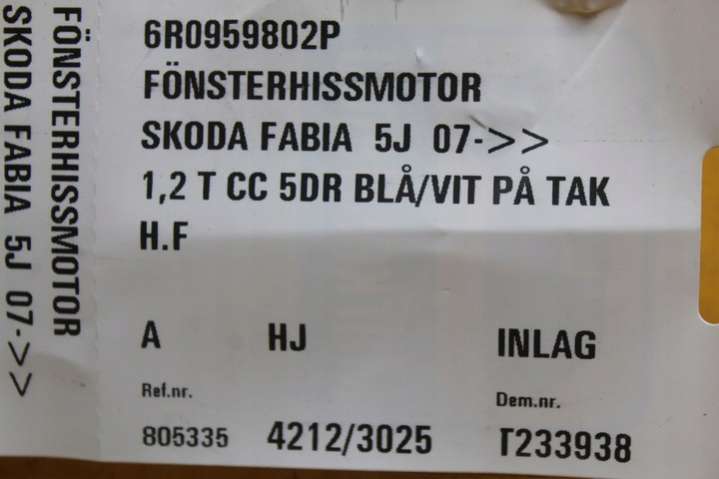 FÖNSTERHISSMOTOR
SKODA FABIA 5J 07->>
6R0959802P
FÖNSTERHISSMOTOR
SKODA FABIA 5J 07->>
1,2 T CC 5DR BLÅ/VIT PÅ TAK
H.F
A HJ INLAG
Ref.nr. Dem.nr.
805335 4212/3025 Γ233938